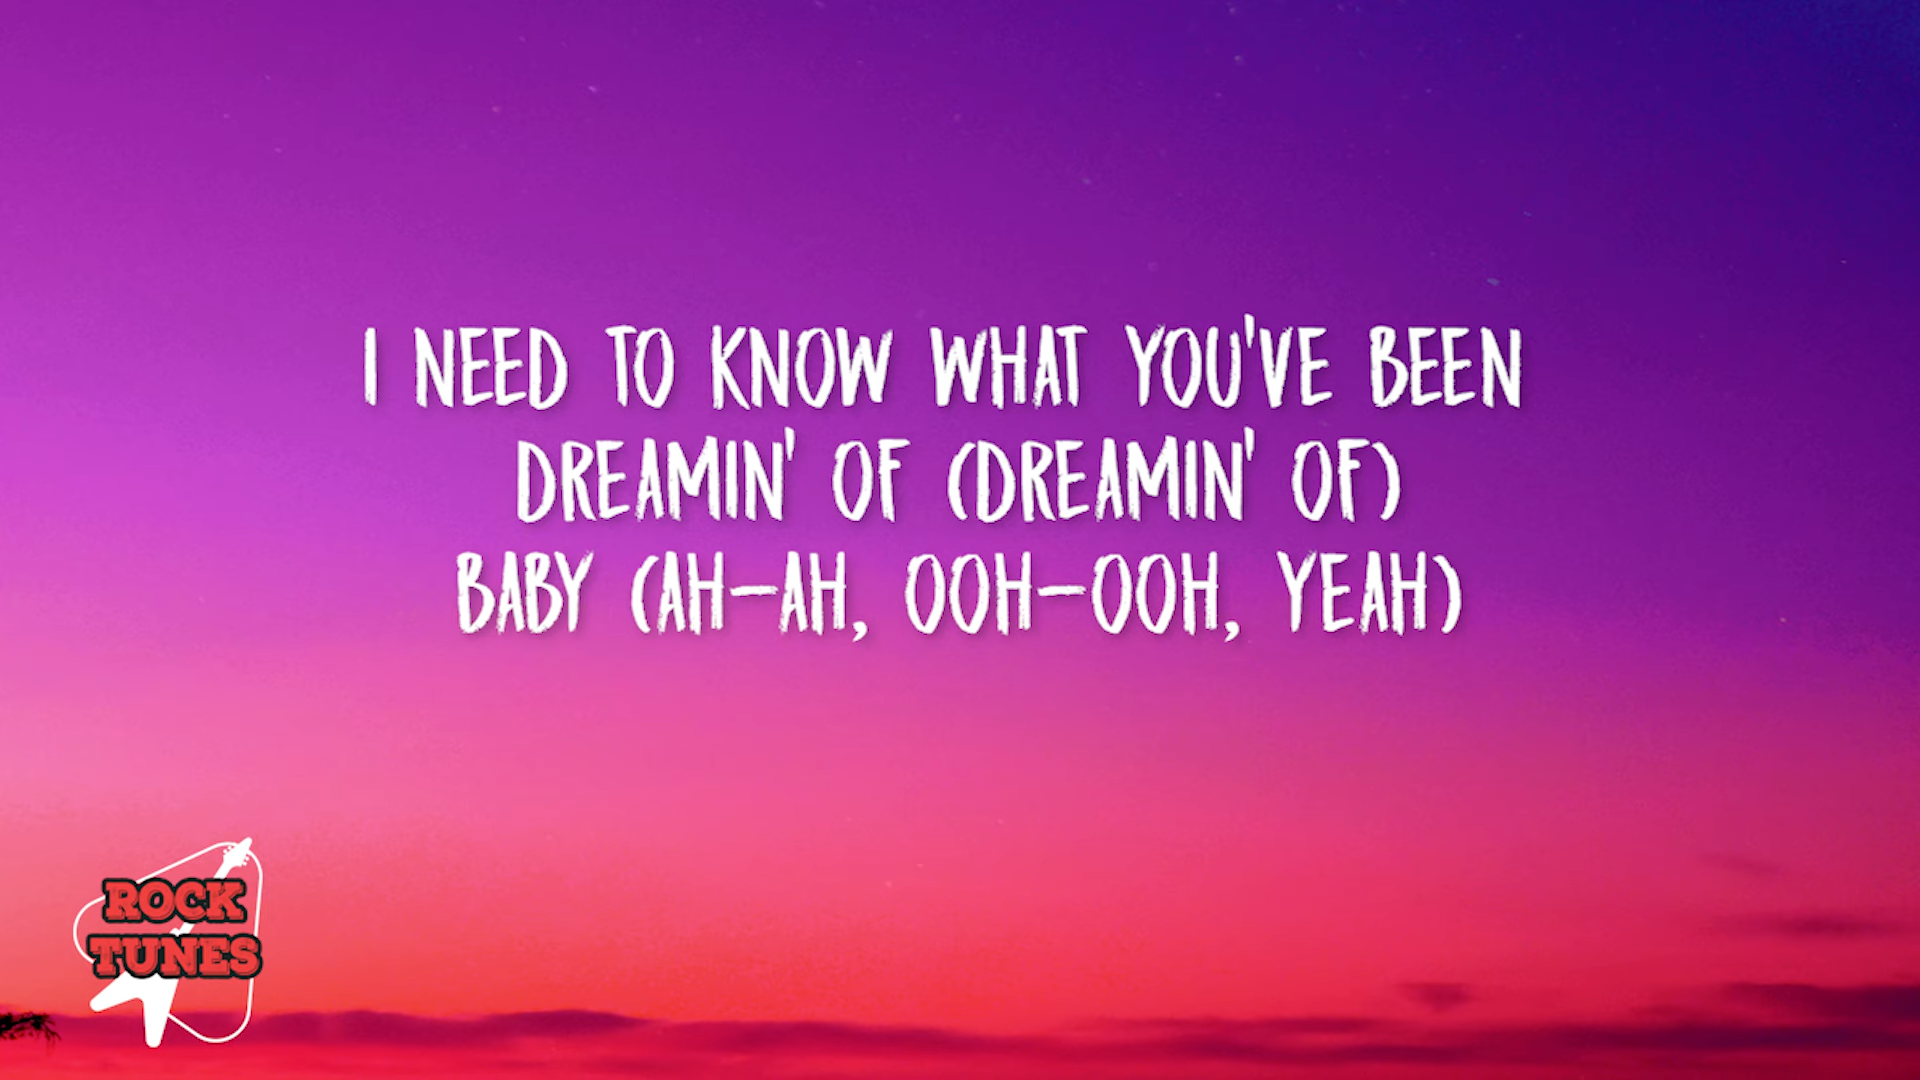 I NEED TO KNOW WHAT YOU'VE BEEN
DREAMIN' OF (DREAMIN' OF)
BABY (AH-AH, OOH-OOH, YEAH)
ROCK
TUNES